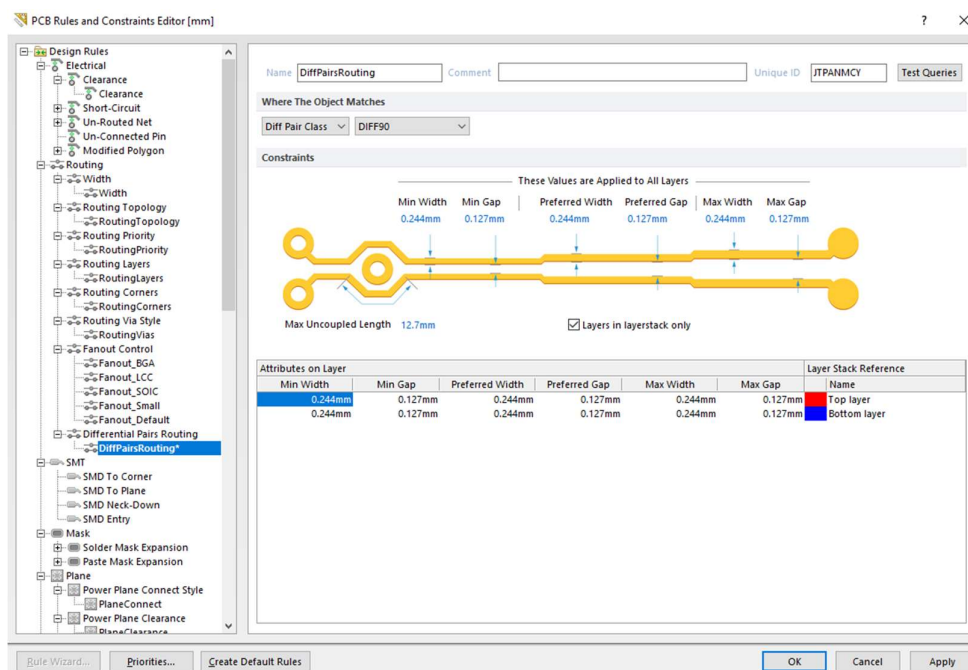 PCB Rules and Constraints Editor [mm]
?
Design Rules
Electrical
Clearance
Clearance
Short-Circuit
Un-Routed Net
Un-Connected Pin
Modified Polygon
Routing
Width
Width
Routing Topology
RoutingTopology
Routing Priority
RoutingPriority
Routing Layers
RoutingLayers
Routing Corners
RoutingCorners
Routing Via Style
RoutingVias
Fanout Control
Fanout_BGA
Fanout_LCC
Fanout_SOIC
Fanout_Small
Fanout_Default
Differential Pairs Routing
DiffPairsRouting*
SMT
SMD To Corner
SMD To Plane
SMD Neck-Down
SMD Entry
Mask
Solder Mask Expansion
Paste Mask Expansion
Plane
Power Plane Connect Style
PlaneConnect
Power Plane Clearance
PlaneClearance
Name DiffPairsRouting Comment Unique ID JTPANMCY Test Queries
Where The Object Matches
Diff Pair Class DIFF90
Constraints
These Values are Applied to All Layers
Min Width Min Gap Preferred Width Preferred Gap Max Width Max Gap
0.244mm 0.127mm 0.244mm 0.127mm 0.244mm 0.127mm
Max Uncoupled Length 12.7mm Layers in layerstack only
Attributes on Layer Layer Stack Reference
Min Width Min Gap Preferred Width Preferred Gap Max Width Max Gap Name
0.244mm 0.127mm 0.244mm 0.127mm 0.244mm 0.127mm Top layer
0.244mm 0.127mm 0.244mm 0.127mm 0.244mm 0.127mm Bottom layer
Rule Wizard... Priorities... Create Default Rules OK Cancel Apply